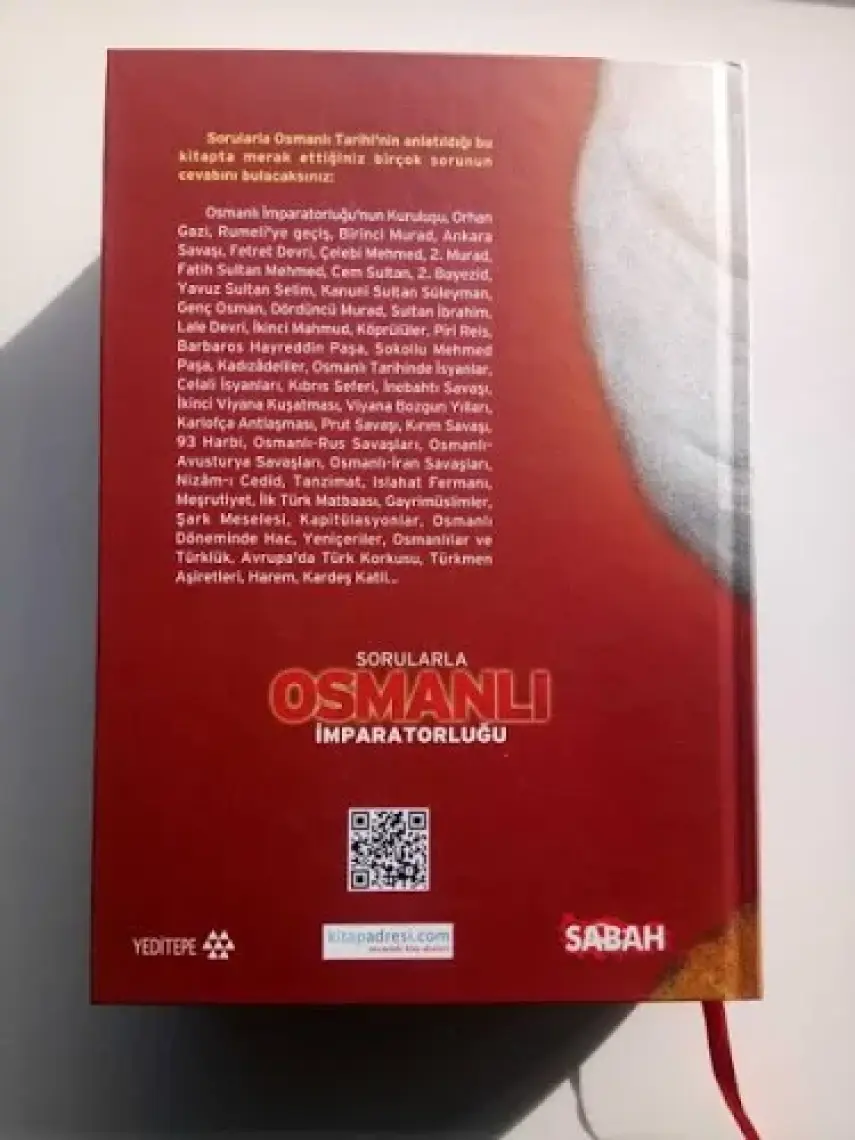 Sorularla Osmanlı Tarihi'nin anlatıldığı bu
kitapta merak ettiğiniz birçok sorunun
cevabını bulacaksınız:
Osmanlı İmparatorluğu'nun Kuruluşu, Orhan
Gazi, Rumeli'ye geçiş, Birinci Murad, Ankara
Savaşı, Fetret Devri, Çelebi Mehmed, 2. Murad,
Fatih Sultan Mehmed, Cem Sultan, 2. Bayezid,
Yavuz Sultan Selim, Kanuni Sultan Süleyman,
Genç Osman, Dördüncü Murad, Sultan İbrahim,
Lale Devri, İkinci Mahmud, Köprülüler, Piri Reis,
Barbaros Hayreddin Paşa, Sokollu Mehmed
Paşa, Kadızâdeliler, Osmanlı Tarihinde İsyanlar,
Celali İsyanları, Kıbrıs Seferi, İnebahtı Savaşı,
İkinci Viyana Kuşatması, Viyana Bozgun Yılları,
Karlofça Antlaşması, Prut Savaşı, Kırım Savaşı,
93 Harbi, Osmanlı-Rus Savaşları, Osmanlı-
Avusturya Savaşları, Osmanlı-İran Savaşları,
Nizâm-ı Cedid, Tanzimat, Islahat Fermanı,
Meşrutiyet, İlk Türk Matbaası, Gayrimüslimler,
Şark Meselesi, Kapitülasyonlar, Osmanlı
Döneminde Hac, Yeniçeriler, Osmanlılar ve
Türklük, Avrupa'da Türk Korkusu, Türkmen
Aşiretleri, Harem, Kardeş Katli...
SORULARLA
OSMANLI
İMPARATORLUĞU
YEDİTEPE
kitapadresi.com
SABAH